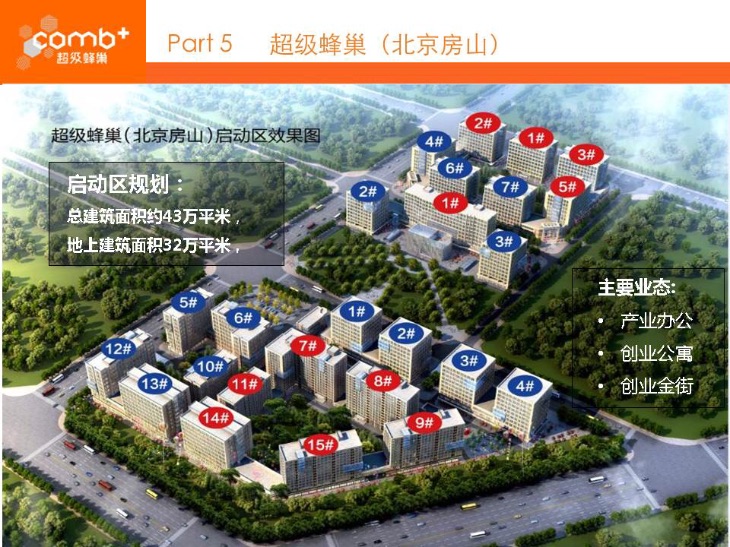 comb+
超级蜂巢
Part 5 超级蜂巢（北京房山）
超级蜂巢（北京房山）启动区效果图
启动区规划：
总建筑面积约43万平米，
地上建筑面积32万平米，
主要业态:
• 产业办公
• 创业公寓
• 创业金街
2#
1#
4#
3#
6#
7#
5#
2#
1#
3#
5#
6#
1#
2#
12#
7#
3#
10#
13#
11#
8#
4#
14#
9#
15#